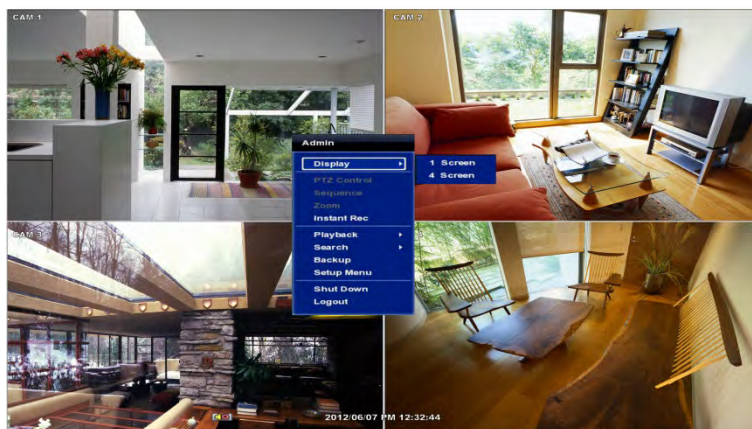 CAM 1
CAM 2
Admin
Display
1 Screen
4 Screen
PTZ Control
Sequence
Zoom
Instant Rec
CAM 3
Playback
Search
Backup
Setup Menu
Shut Down
Logout
2012/06/07 PM 12:32:44